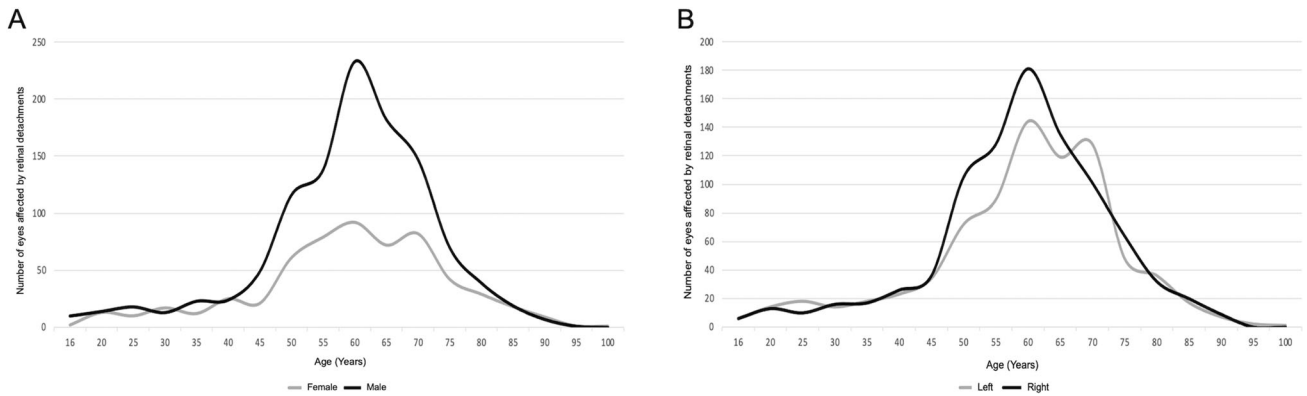 A
Number of eyes affected by retinal detachments
250
200
150
100
50
0
16 20 25 30 35 40 45 50 55 60 65 70 75 80 85 90 95 100
Age (Years)
Female Male
B
Number of eyes affected by retinal detachments
200
180
160
140
120
100
80
60
40
20
0
16 20 25 30 35 40 45 50 55 60 65 70 75 80 85 90 95 100
Age (Years)
Left Right